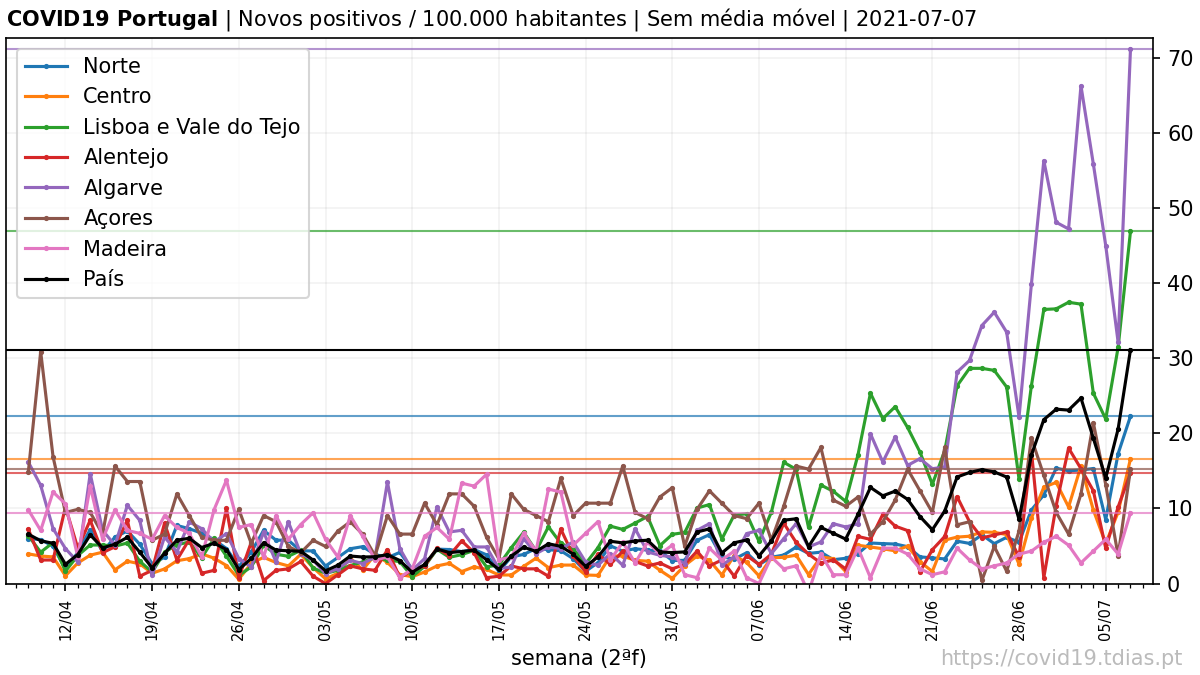 COVID19 Portugal | Novos positivos / 100.000 habitantes | Sem média móvel | 2021-07-07
Norte
Centro
Lisboa e Vale do Tejo
Alentejo
Algarve
Açores
Madeira
País
70
60
50
40
30
20
10
0
12/04
19/04
26/04
03/05
10/05
17/05
24/05
31/05
07/06
14/06
21/06
28/06
05/07
semana (2ªf)
https://covid19.tdias.pt